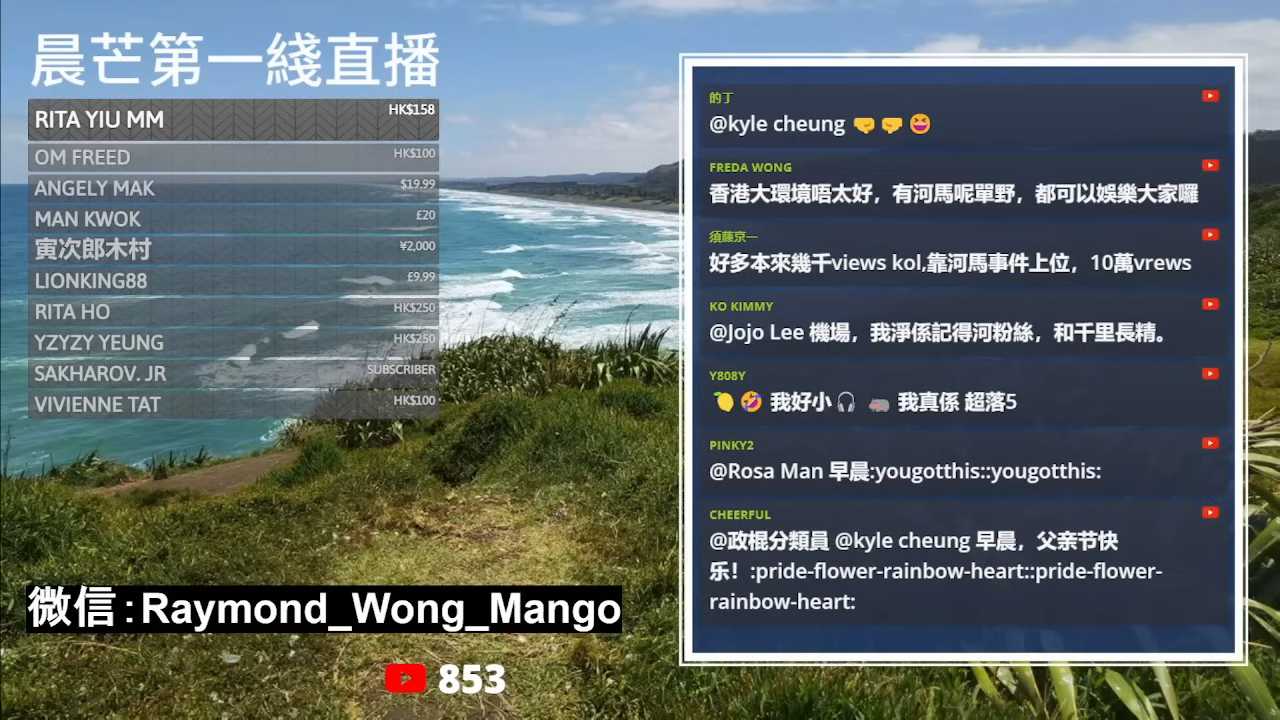 晨芒第一綫直播
RITA YIU MM HK$158
OM FREED HK$100
ANGELY MAK $19.99
MAN KWOK £20
寅次郎木村 ¥2,000
LIONKING88 £9.99
RITA HO HK$250
YZYZY YEUNG HK$250
SAKHAROV. JR SUBSCRIBER
VIVIENNE TAT HK$100
微信:Raymond_Wong_Mango
853
的丁
@kyle cheung 🤜 🤛 😆
FREDA WONG
香港大環境唔太好，有河馬呢單野，都可以娛樂大家囉
須藤京一
好多本來幾千views kol,靠河馬事件上位，10萬vrews
KO KIMMY
@Jojo Lee 機場，我淨係記得河粉絲，和千里長精。
Y808Y
🍋 🤣 我好小🎧 🦛 我真係 超落5
PINKY2
@Rosa Man 早晨:yougotthis::yougotthis:
CHEERFUL
@政棍分類員 @kyle cheung 早晨，父亲节快
乐！:pride-flower-rainbow-heart::pride-flower-
rainbow-heart: